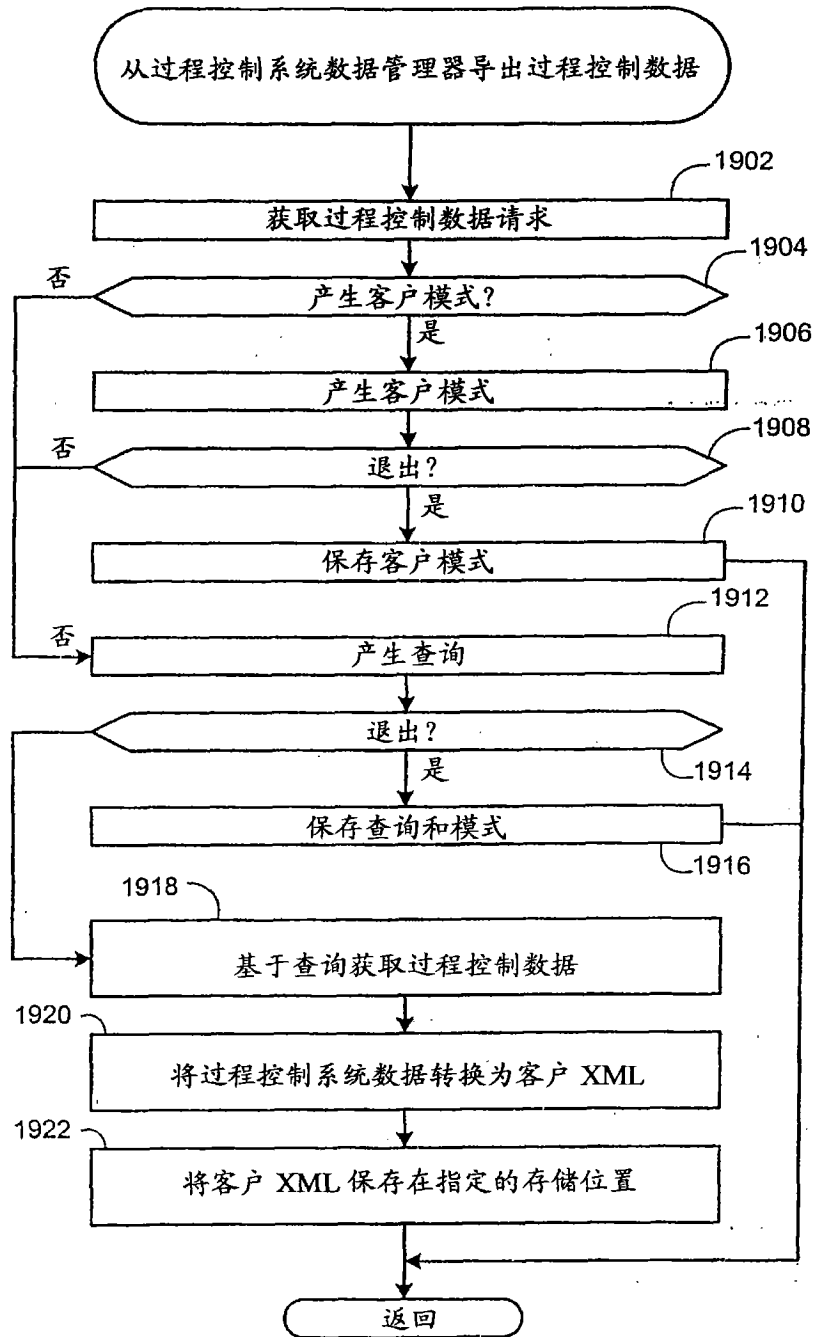 从过程控制系统数据管理器导出过程控制数据
1902
获取过程控制数据请求
1904
否
产生客户模式?
是
1906
产生客户模式
1908
否
退出?
是
1910
保存客户模式
1912
否
产生查询
退出?
1914
是
保存查询和模式
1916
1918
基于查询获取过程控制数据
1920
将过程控制系统数据转换为客户 XML
1922
将客户 XML 保存在指定的存储位置
返回